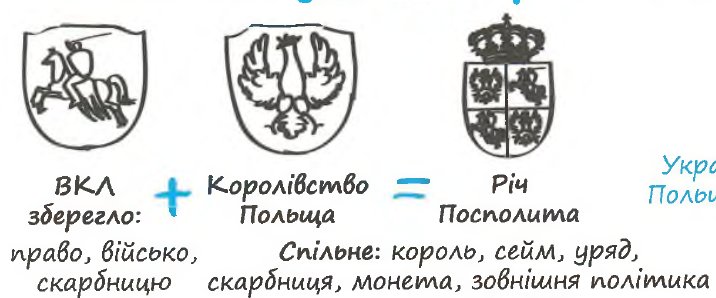 ВКЛ
зберегло:
право, військо,
скарбницю
+
Королівство
Польща
=
Річ
Посполита
Спільне: король, сейм, уряд,
скарбниця, монета, зовнішня політика